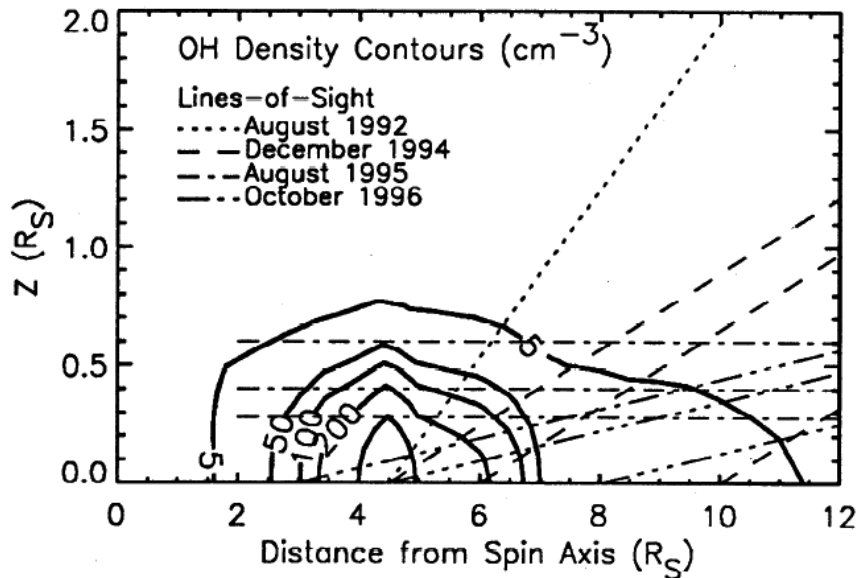 OH Density Contours (cm⁻³)
Lines-of-Sight
August 1992
December 1994
August 1995
October 1996
2.0
1.5
1.0
0.5
0.0
Z (R_S)
5
5
50
100
200
0
2
4
6
8
10
12
Distance from Spin Axis (R_S)